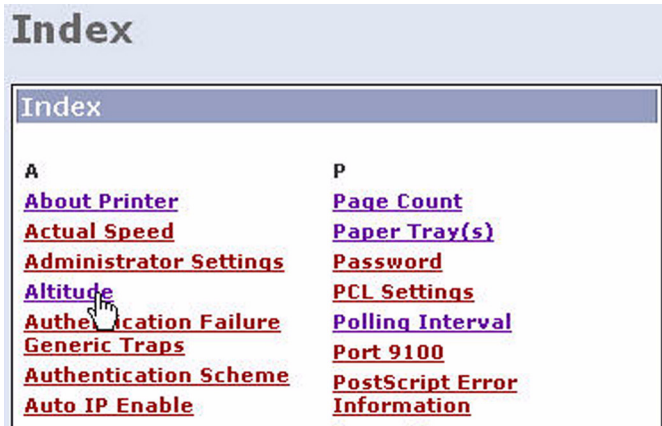 Index
Index
A
About Printer
Actual Speed
Administrator Settings
Altitude
Authentication Failure
Generic Traps
Authentication Scheme
Auto IP Enable
P
Page Count
Paper Tray(s)
Password
PCL Settings
Polling Interval
Port 9100
PostScript Error
Information